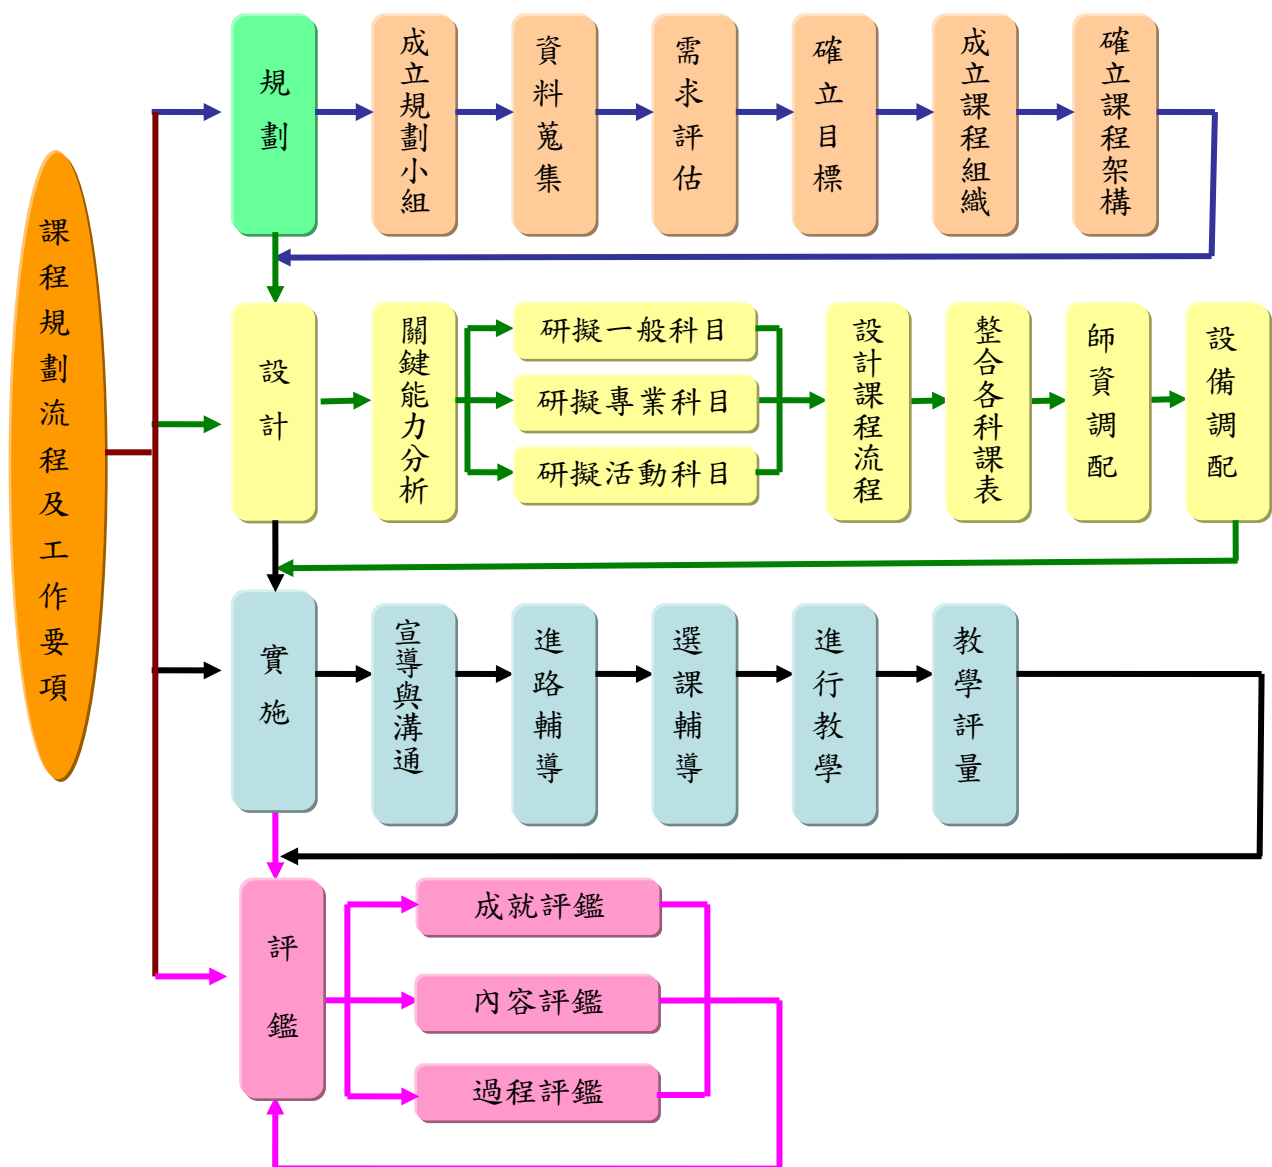 課程規劃流程及工作要項
規劃
成立規劃小組
資料蒐集
需求評估
確立目標
成立課程組織
確立課程架構
設計
關鍵能力分析
研擬一般科目
研擬專業科目
研擬活動科目
設計課程流程
整合各科課表
師資調配
設備調配
實施
宣導與溝通
進路輔導
選課輔導
進行教學
教學評量
評鑑
成就評鑑
內容評鑑
過程評鑑